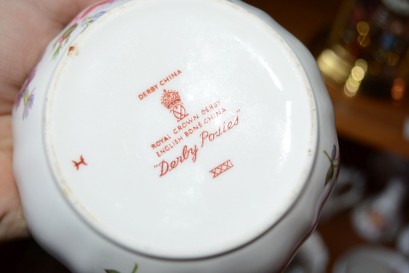 DERBY CHINA
ROYAL CROWN DERBY
ENGLISH BONE CHINA
"Derby Posies"
XXXI